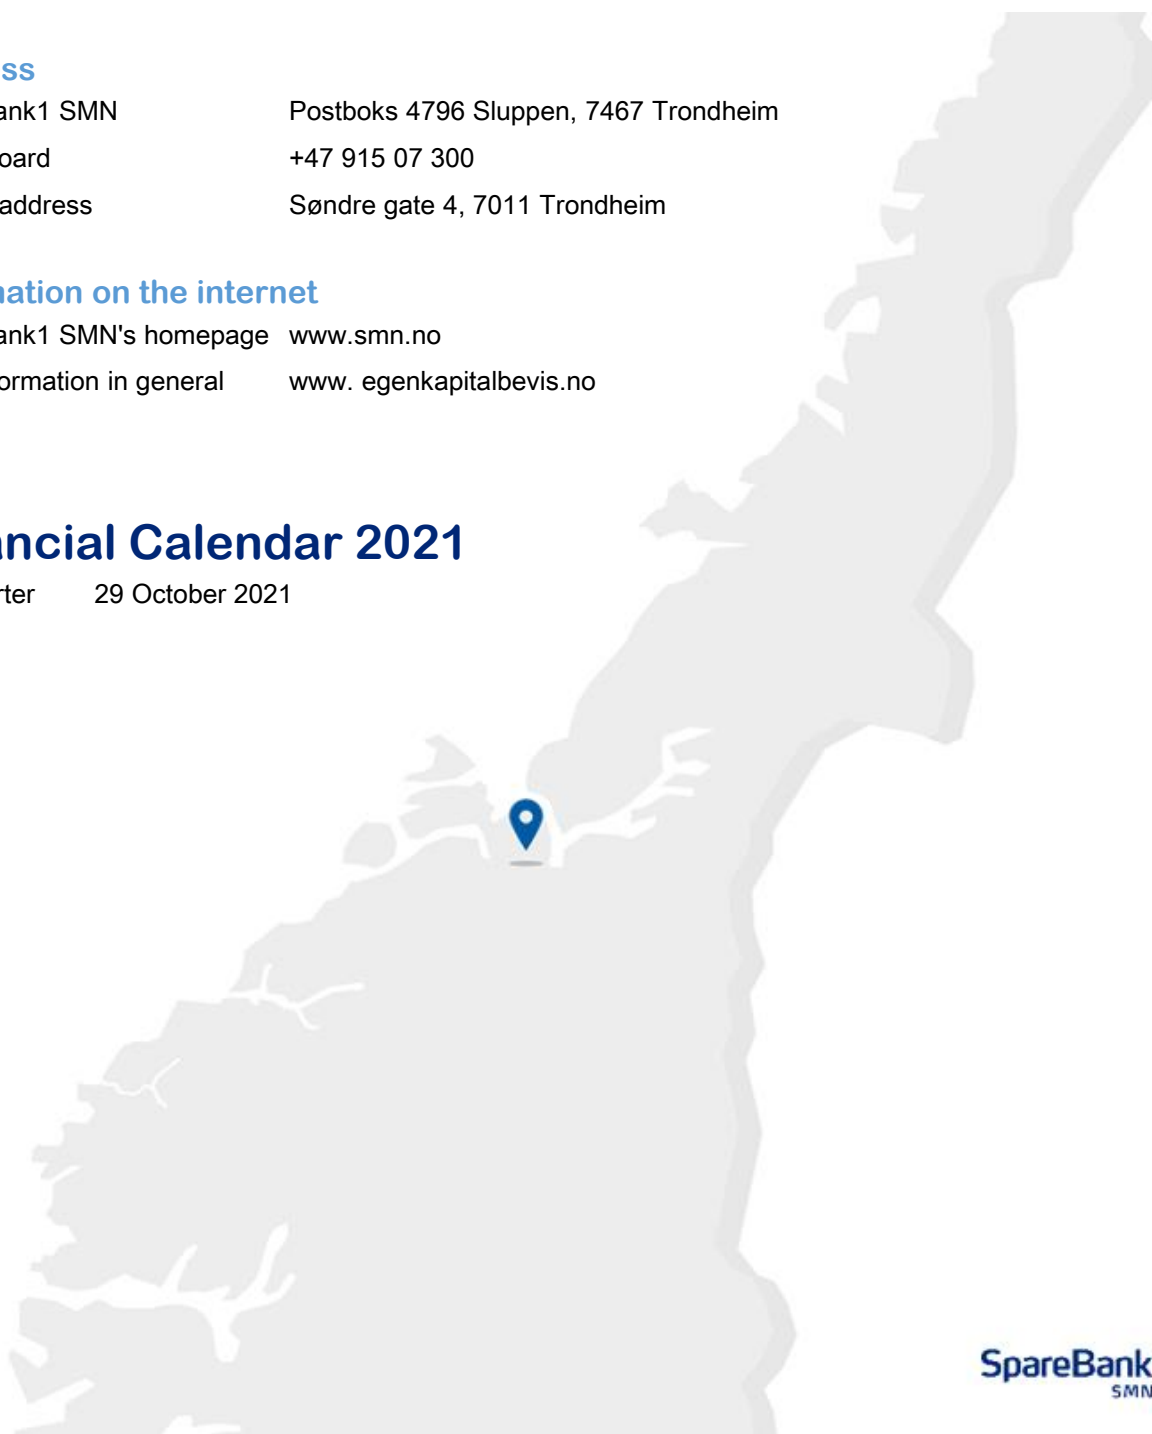 ss
ank1 SMN Postboks 4796 Sluppen, 7467 Trondheim
oard +47 915 07 300
address Søndre gate 4, 7011 Trondheim
nation on the internet
ank1 SMN's homepage www.smn.no
ormation in general www. egenkapitalbevis.no
ancial Calendar 2021
rter 29 October 2021
SpareBank
SMN